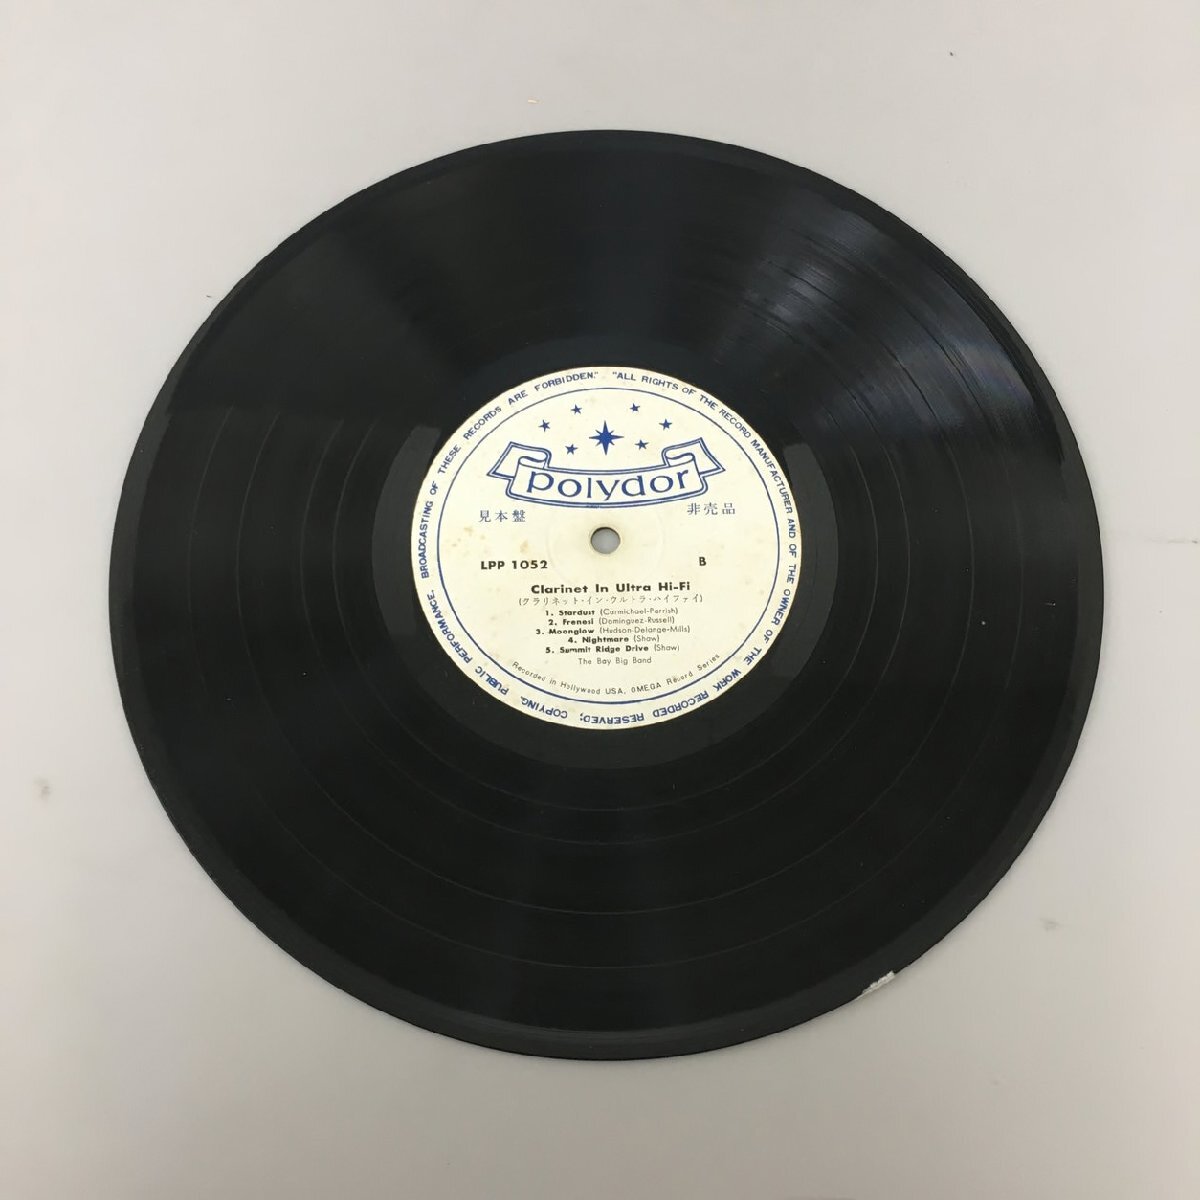 "ALL RIGHTS OF THE RECORD MANUFACTURER AND OF THE OWNER OF THE WORK RECORDED RESERVED; COPYING, PUBLIC PERFORMANCE, BROADCASTING OF THESE RECORDS ARE FORBIDDEN."
polydor
見本盤 非売品
LPP 1052 B
Clarinet In Ultra Hi-Fi
(クラリネット・イン・ウルトラ・ハイファイ)
1. Stardust (Carmichael-Parrish)
2. Frenesi (Dominguez-Russell)
3. Moonglow (Hudson-Delange-Mills)
4. Nightmare (Shaw)
5. Summit Ridge Drive (Shaw)
The Bay Big Band
Recorded in Hollywood USA, OMEGA Record Series